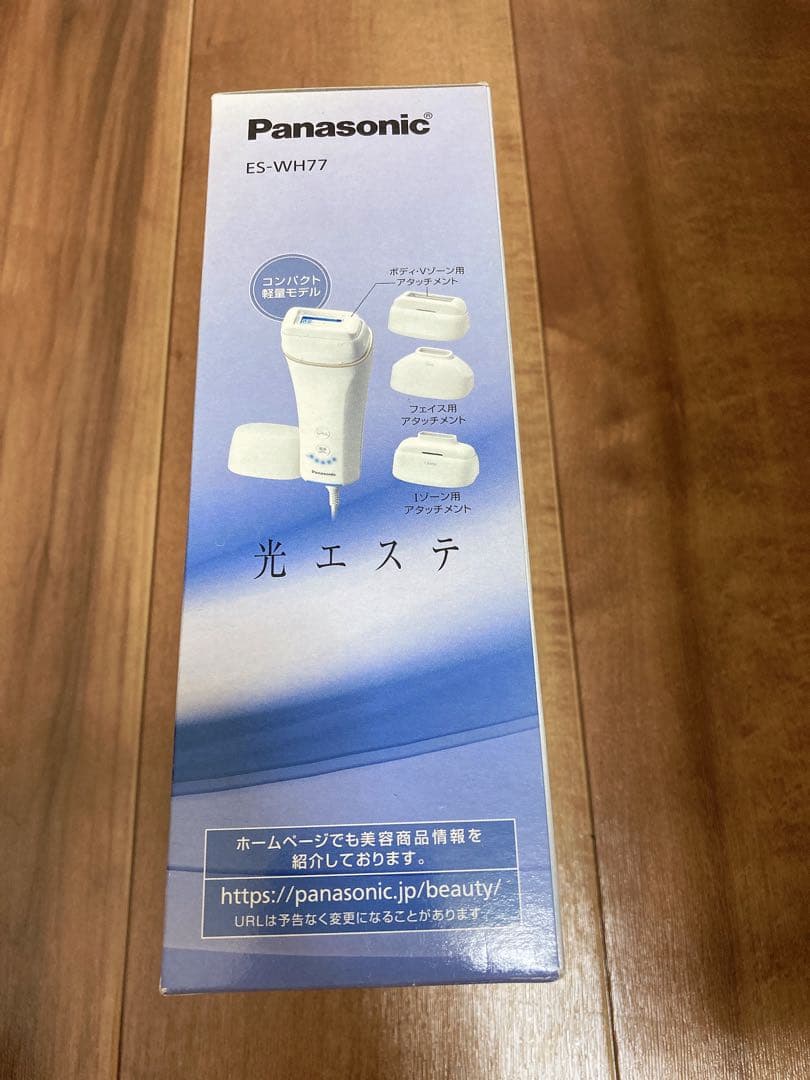 Panasonic®
ES-WH77
コンパクト
軽量モデル
ボディ・Vゾーン用
アタッチメント
フェイス用
アタッチメント
Iゾーン用
アタッチメント
Panasonic
光エステ
ホームページでも美容商品情報を
紹介しております。
https://panasonic.jp/beauty/
URLは予告なく変更になることがあります。